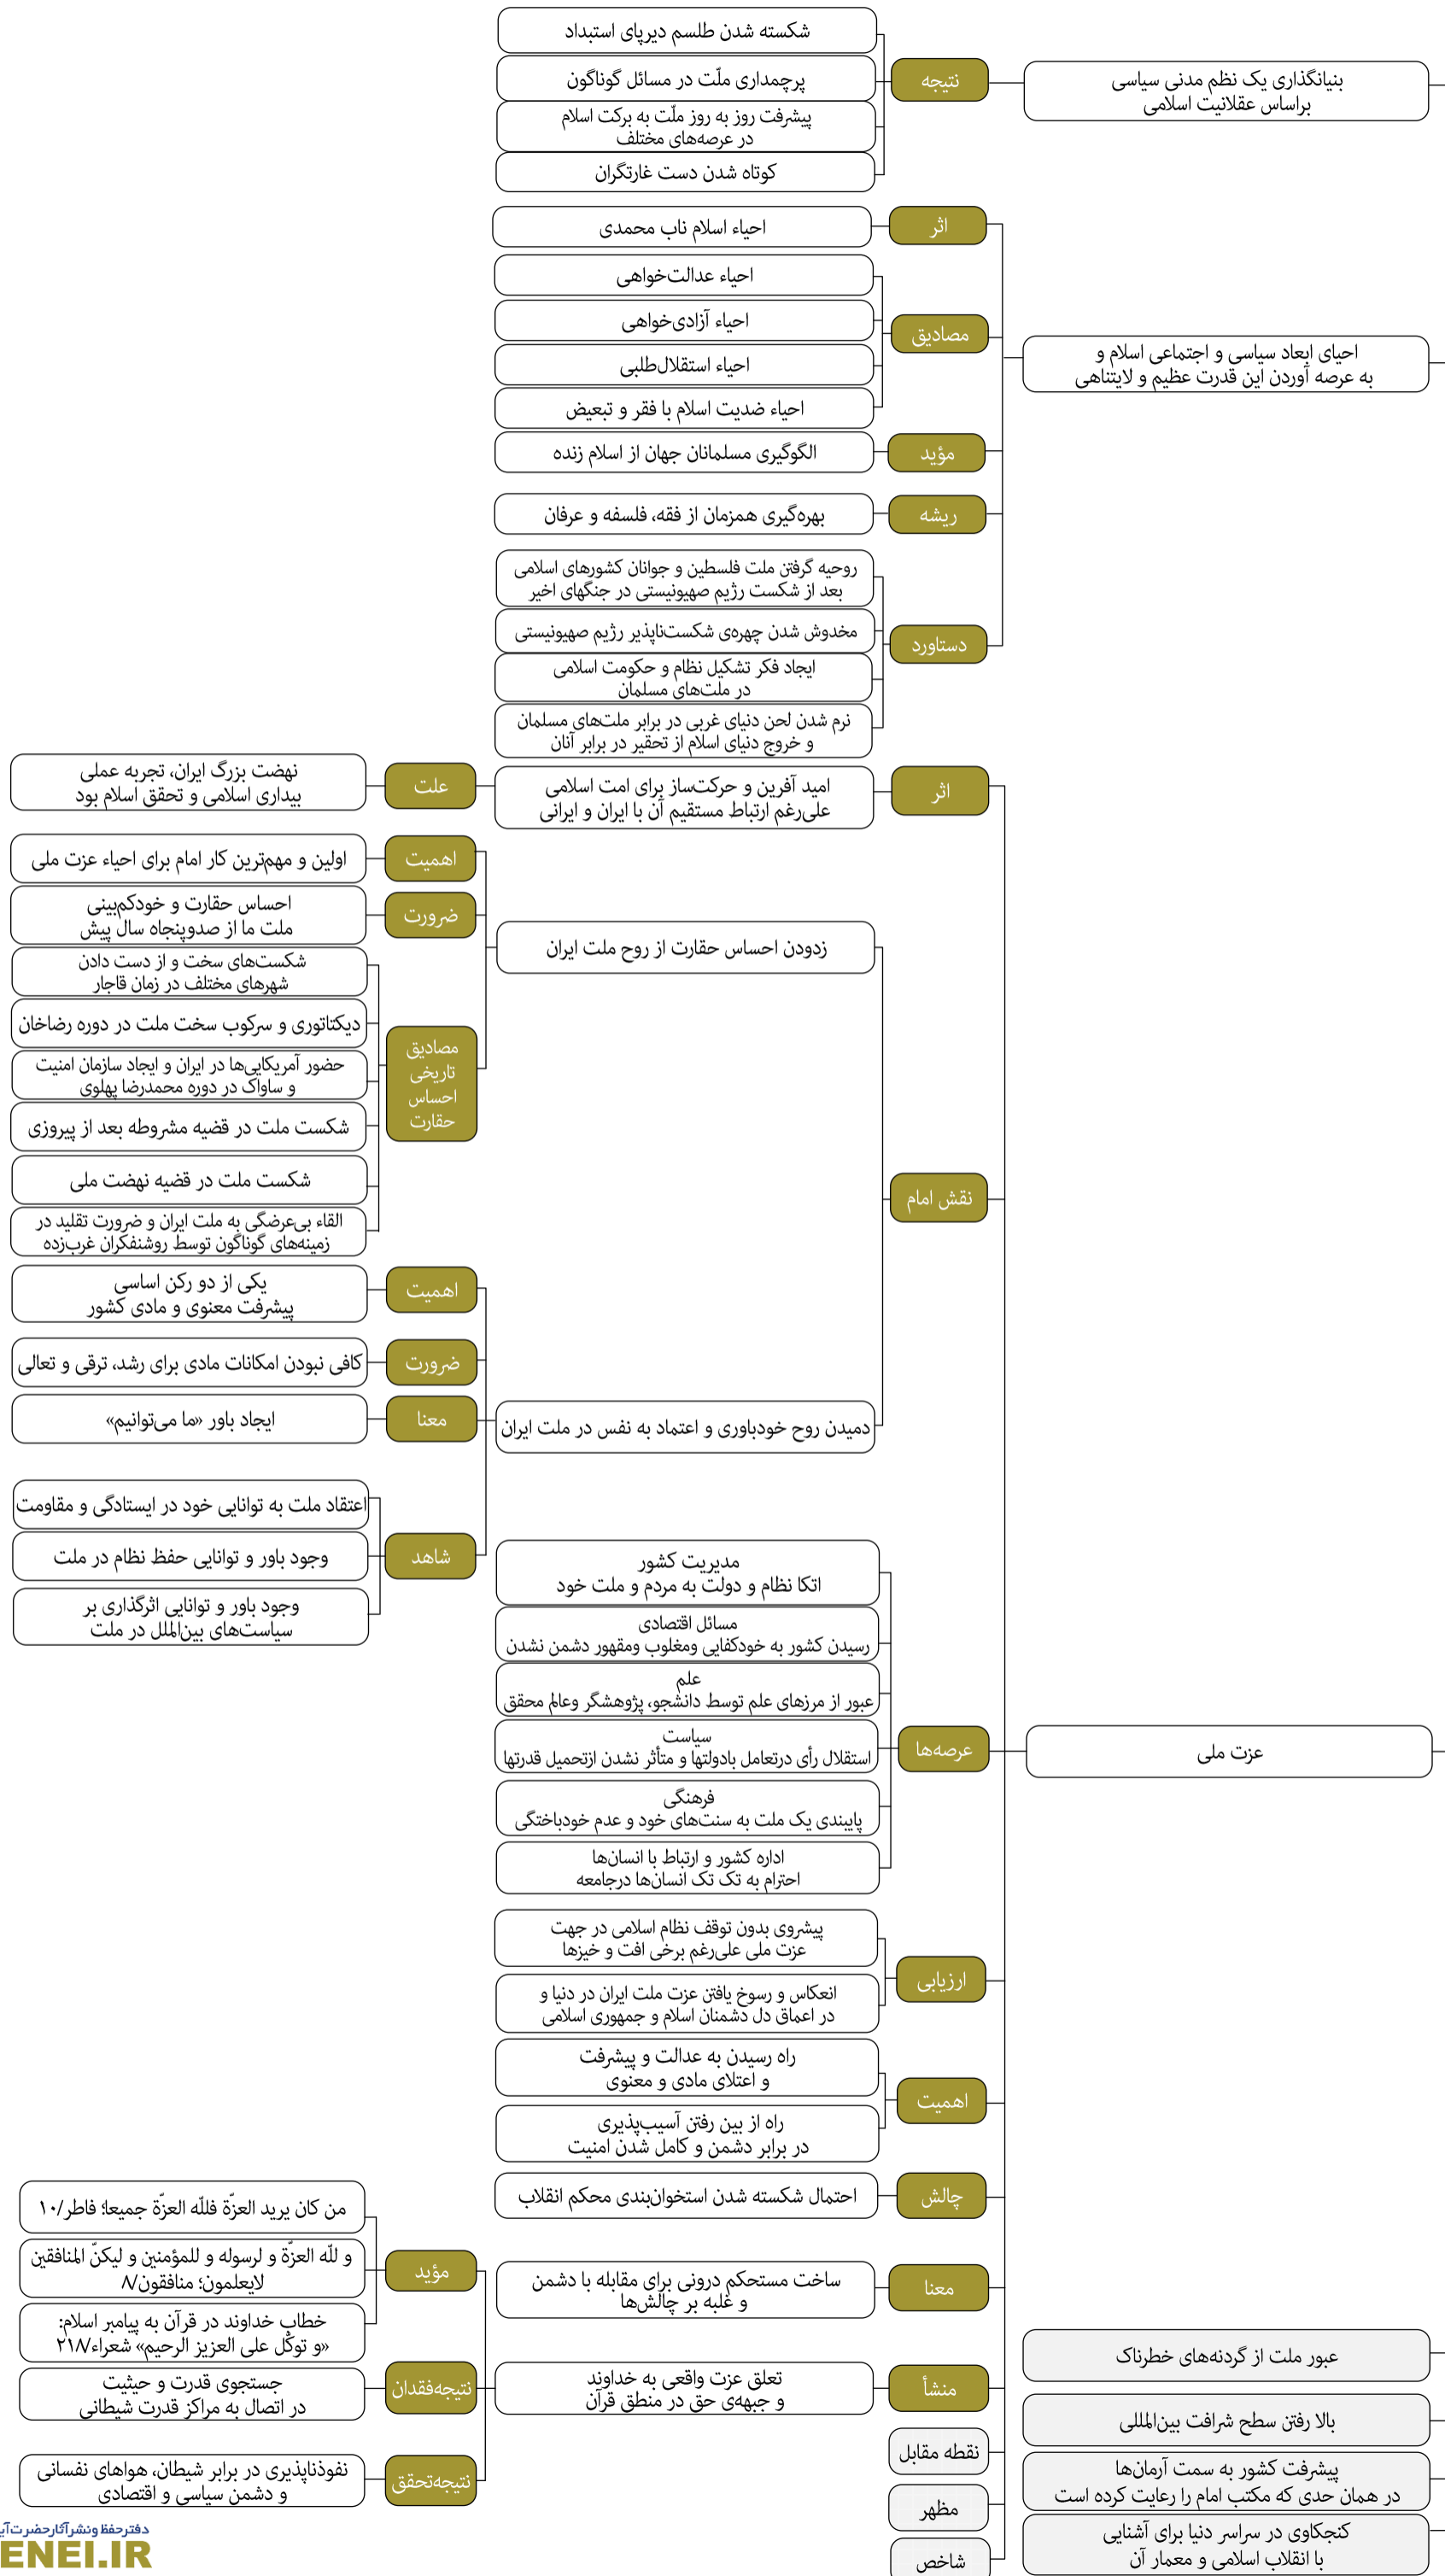 بنیانگذاری یک نظم مدنی سیاسی
براساس عقلانیت اسلامی
نتیجه
شکسته شدن طلسم دیرپای استبداد
پرچمداری ملّت در مسائل گوناگون
پیشرفت روز به روز ملّت به برکت اسلام
در عرصه‌های مختلف
کوتاه شدن دست غارتگران
احیای ابعاد سیاسی و اجتماعی اسلام و
به عرصه آوردن این قدرت عظیم و لایتناهی
اثر
احیاء اسلام ناب محمدی
مصادیق
احیاء عدالت‌خواهی
احیاء آزادی‌خواهی
احیاء استقلال‌طلبی
احیاء ضدیت اسلام با فقر و تبعیض
مؤید
الگوگیری مسلمانان جهان از اسلام زنده
ریشه
بهره‌گیری همزمان از فقه، فلسفه و عرفان
دستاورد
روحیه گرفتن ملت فلسطین و جوانان کشورهای اسلامی
بعد از شکست رژیم صهیونیستی در جنگهای اخیر
مخدوش شدن چهره‌ی شکست‌ناپذیر رژیم صهیونیستی
ایجاد فکر تشکیل نظام و حکومت اسلامی
در ملت‌های مسلمان
نرم شدن لحن دنیای غربی در برابر ملت‌های مسلمان
و خروج دنیای اسلام از تحقیر در برابر آنان
عزت ملی
اثر
امید آفرین و حرکت‌ساز برای امت اسلامی
علی‌رغم ارتباط مستقیم آن با ایران و ایرانی
علت
نهضت بزرگ ایران، تجربه عملی
بیداری اسلامی و تحقق اسلام بود
نقش امام
زدودن احساس حقارت از روح ملت ایران
اهمیت
اولین و مهم‌ترین کار امام برای احیاء عزت ملی
ضرورت
احساس حقارت و خودکم‌بینی
ملت ما از صدوپنجاه سال پیش
مصادیق
تاریخی
احساس
حقارت
شکست‌های سخت و از دست دادن
شهرهای مختلف در زمان قاجار
دیکتاتوری و سرکوب سخت ملت در دوره رضاخان
حضور آمریکایی‌ها در ایران و ایجاد سازمان امنیت
و ساواک در دوره محمدرضا پهلوی
شکست ملت در قضیه مشروطه بعد از پیروزی
شکست ملت در قضیه نهضت ملی
القاء بی‌عرضگی به ملت ایران و ضرورت تقلید در
زمینه‌های گوناگون توسط روشنفکران غرب‌زده
دمیدن روح خودباوری و اعتماد به نفس در ملت ایران
اهمیت
یکی از دو رکن اساسی
پیشرفت معنوی و مادی کشور
ضرورت
کافی نبودن امکانات مادی برای رشد، ترقی و تعالی
معنا
ایجاد باور «ما می‌توانیم»
شاهد
اعتقاد ملت به توانایی خود در ایستادگی و مقاومت
وجود باور و توانایی حفظ نظام در ملت
وجود باور و توانایی اثرگذاری بر
سیاست‌های بین‌الملل در ملت
عرصه‌ها
مدیریت کشور
اتکا نظام و دولت به مردم و ملت خود
مسائل اقتصادی
رسیدن کشور به خودکفایی ومغلوب ومقهور دشمن نشدن
علم
عبور از مرزهای علم توسط دانشجو، پژوهشگر وعالم محقق
سیاست
استقلال رأی درتعامل بادولتها و متأثر نشدن ازتحمیل قدرتها
فرهنگی
پایبندی یک ملت به سنت‌های خود و عدم خودباختگی
اداره کشور و ارتباط با انسان‌ها
احترام به تک تک انسان‌ها درجامعه
ارزیابی
پیشروی بدون توقف نظام اسلامی در جهت
عزت ملی علی‌رغم برخی افت و خیزها
انعکاس و رسوخ یافتن عزت ملت ایران در دنیا و
در اعماق دل دشمنان اسلام و جمهوری اسلامی
اهمیت
راه رسیدن به عدالت و پیشرفت
و اعتلای مادی و معنوی
راه از بین رفتن آسیب‌پذیری
در برابر دشمن و کامل شدن امنیت
چالش
احتمال شکسته شدن استخوان‌بندی محکم انقلاب
معنا
ساخت مستحکم درونی برای مقابله با دشمن
و غلبه بر چالش‌ها
منشأ
تعلق عزت واقعی به خداوند
و جبهه‌ی حق در منطق قرآن
مؤید
من کان یرید العزّة فللّه العزّة جمیعا؛ فاطر/۱۰
و للّه العزّة و لرسوله و للمؤمنین و لیکنّ المنافقین
لایعلمون؛ منافقون/۸
خطاب خداوند در قرآن به پیامبر اسلام:
«و توکّل علی العزیز الرحیم» شعراء/۲۱۸
نتیجه‌فقدان
جستجوی قدرت و حیثیت
در اتصال به مراکز قدرت شیطانی
نتیجه‌تحقق
نفوذناپذیری در برابر شیطان، هواهای نفسانی
و دشمن سیاسی و اقتصادی
نقطه مقابل
مظهر
شاخص
عبور ملت از گردنه‌های خطرناک
بالا رفتن سطح شرافت بین‌المللی
پیشرفت کشور به سمت آرمان‌ها
در همان حدی که مکتب امام را رعایت کرده است
کنجکاوی در سراسر دنیا برای آشنایی
با انقلاب اسلامی و معمار آن
دفترحفظ ونشرآثارحضرت‌آی
ENEI.IR